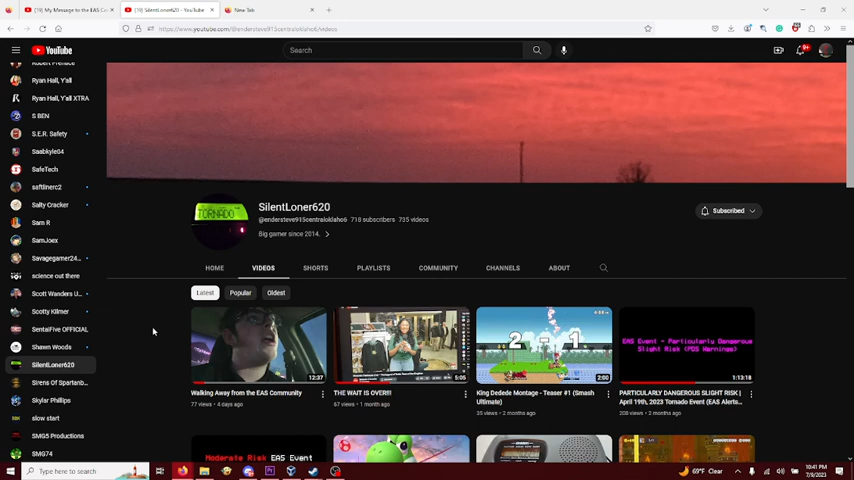 (19) My Message to the EAS Co
(19) SilentLoner620 - YouTube
New Tab
https://www.youtube.com/@endersteve915centraloklaho6/videos
YouTube
Search
9+
Robert Preface
Ryan Hall, Y'all
Ryan Hall, Y'all XTRA
S BEN
S.E.R. Safety
Saabkyle04
SafeTech
saftlinerc2
Salty Cracker
Sam R
SamJoex
Savagegamer24...
science out there
Scott Wanders U...
Scotty Kilmer
SentaiFive OFFICIAL
Shawn Woods
SilentLoner620
Sirens Of Spartanb...
Skylar Phillips
slow start
SMG5 Productions
SMG74
TORNADO
SilentLoner620
@endersteve915centraloklaho6 718 subscribers 735 videos
Big gamer since 2014.
Subscribed
HOME VIDEOS SHORTS PLAYLISTS COMMUNITY CHANNELS ABOUT
Latest Popular Oldest
12:37
Walking Away from the EAS Community
77 views • 4 days ago
5:05
THE WAIT IS OVER!!!
67 views • 1 month ago
2-1
2:00
King Dedede Montage - Teaser #1 (Smash
Ultimate)
35 views • 2 months ago
EAS Event - Particularly Dangerous
Slight Risk (PDS Warnings)
1:13:18
PARTICULARLY DANGEROUS SLIGHT RISK |
April 19th, 2023 Tornado Event (EAS Alerts...
208 views • 2 months ago
Moderate Risk EAS Event
Type here to search
69°F Clear
10:41 PM
7/9/2023